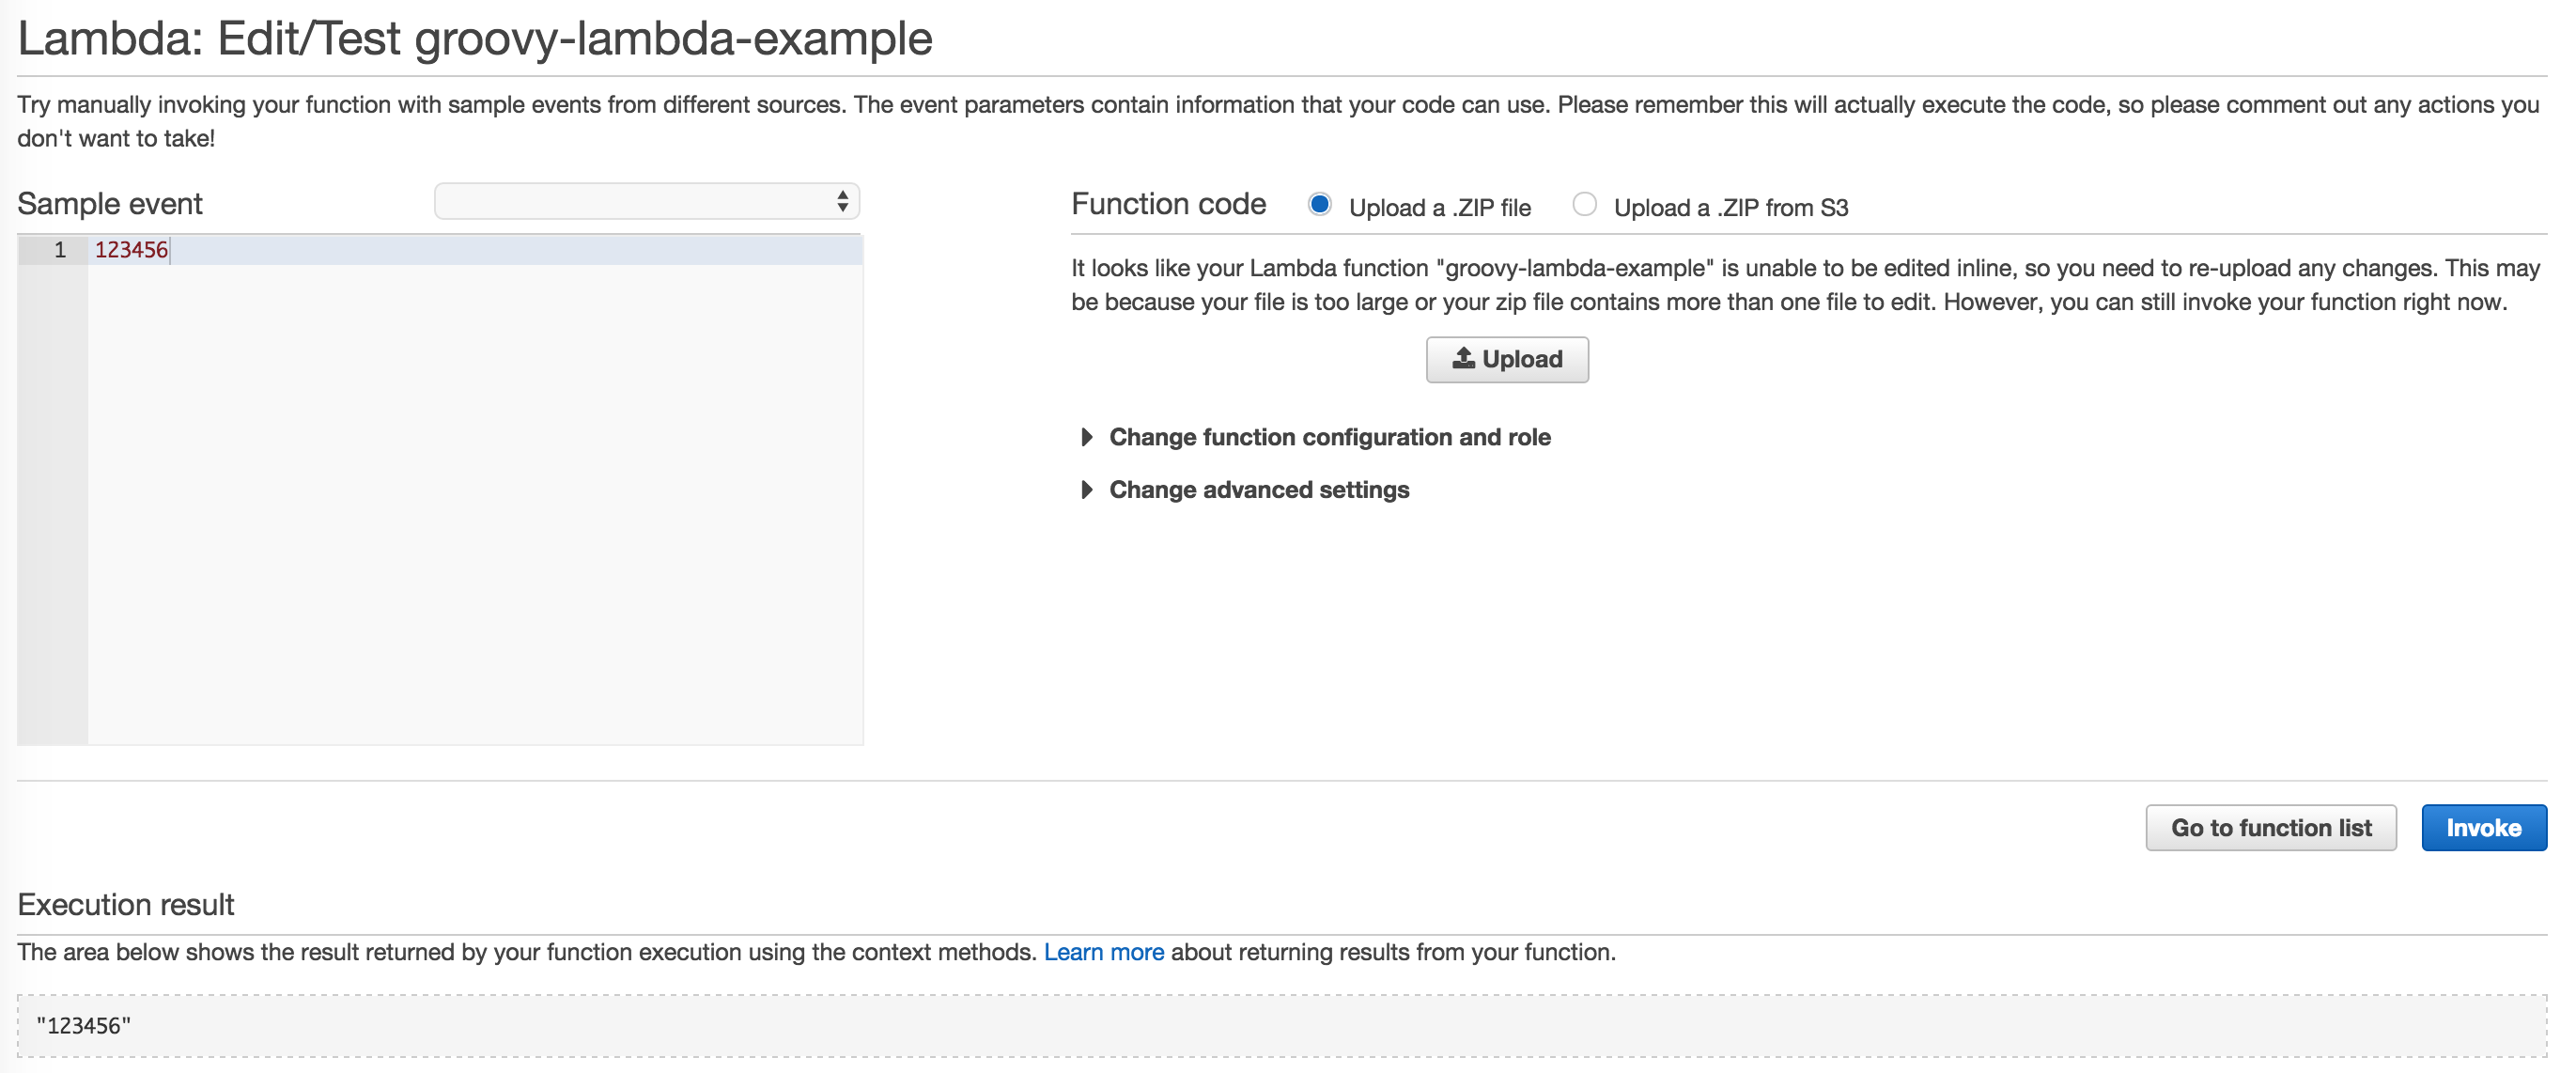 Lambda: Edit/Test groovy-lambda-example
Try manually invoking your function with sample events from different sources. The event parameters contain information that your code can use. Please remember this will actually execute the code, so please comment out any actions you
don't want to take!
Sample event
1 123456
Function code Upload a .ZIP file Upload a .ZIP from S3
It looks like your Lambda function "groovy-lambda-example" is unable to be edited inline, so you need to re-upload any changes. This may
be because your file is too large or your zip file contains more than one file to edit. However, you can still invoke your function right now.
Upload
Change function configuration and role
Change advanced settings
Go to function list Invoke
Execution result
The area below shows the result returned by your function execution using the context methods. Learn more about returning results from your function.
"123456"